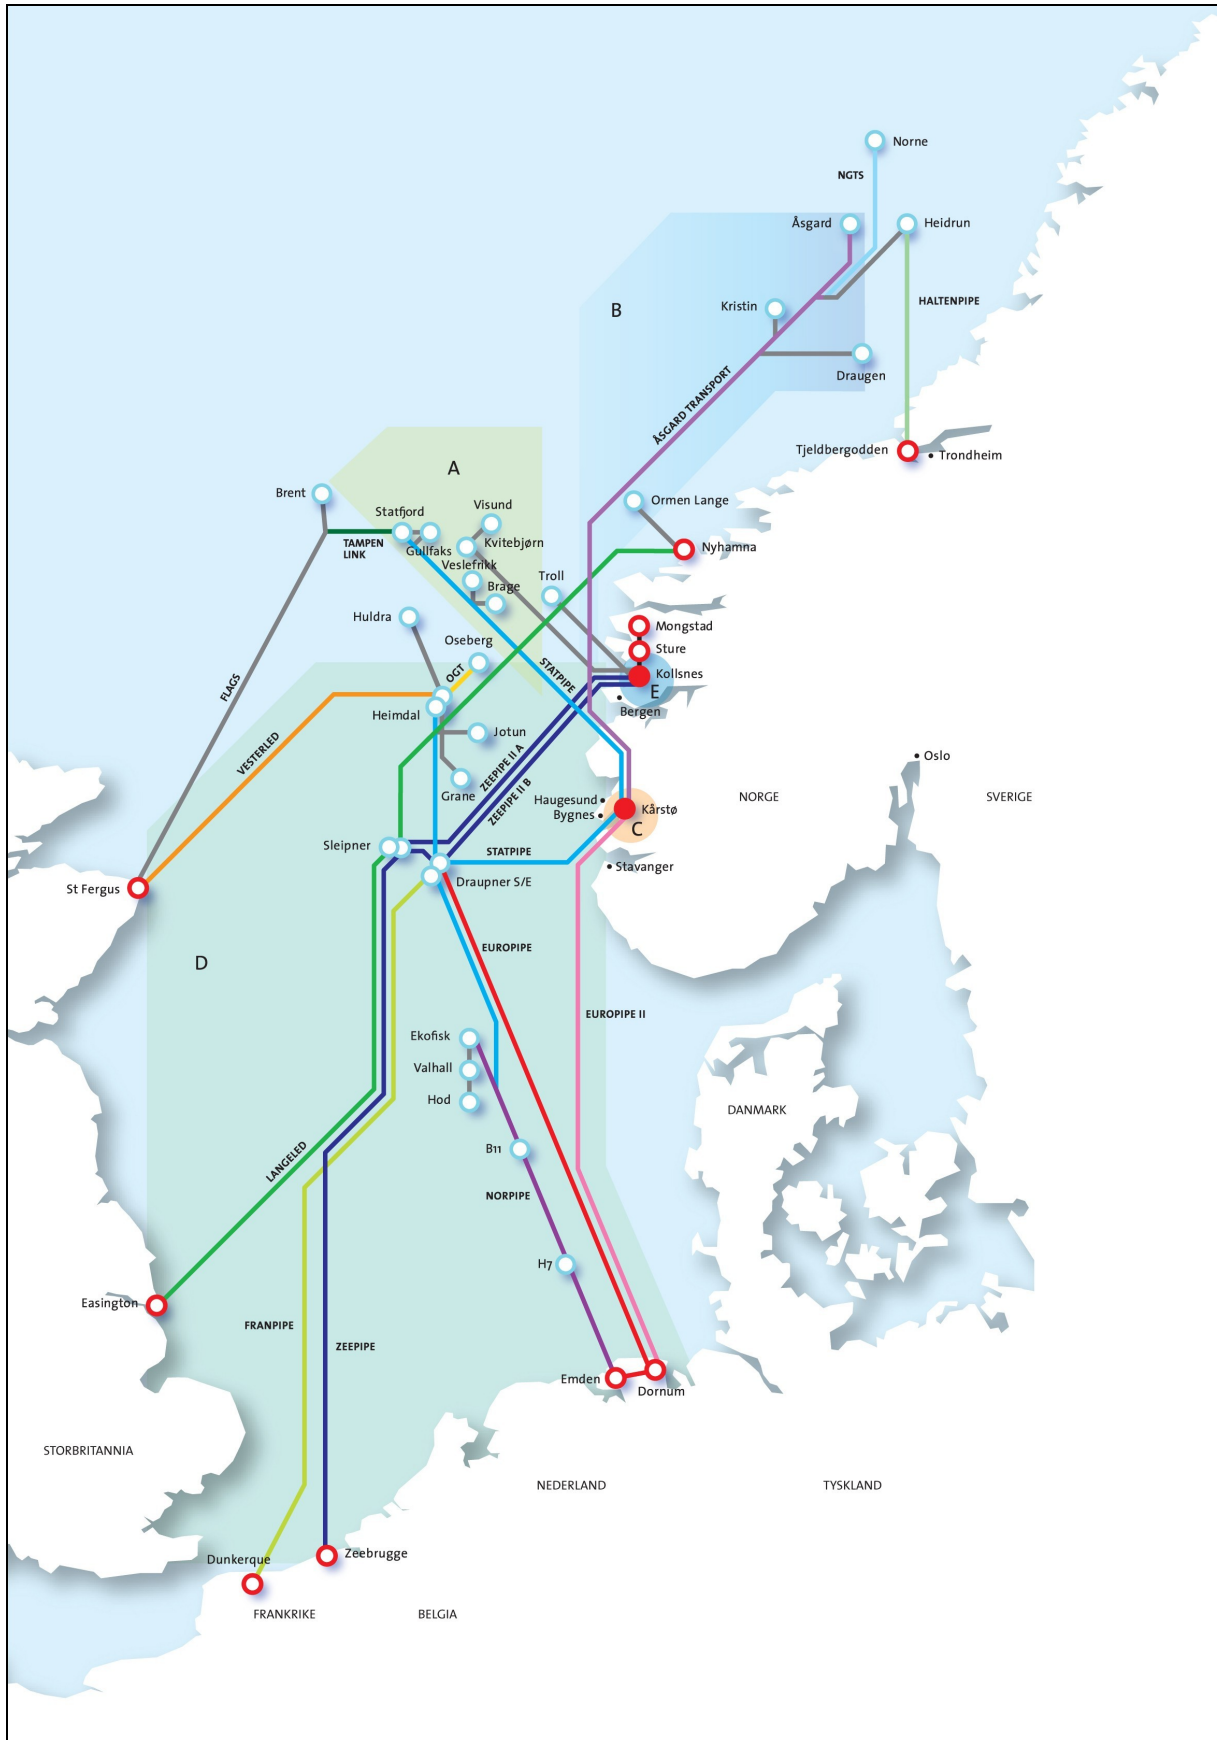 Norne
NGTS
Åsgard
Heidrun
B
HALTENPIPE
Kristin
Draugen
ÅSGARD TRANSPORT
Tjeldbergodden
Trondheim
A
Brent
Ormen Lange
Visund
Statfjord
TAMPEN
LINK
Gullfaks
Kvitebjørn
Nyhamna
Veslefrikk
Troll
Brage
Huldra
Mongstad
Oseberg
Sture
OGT
STATPIPE
Kollsnes
FLAGS
E
Bergen
Heimdal
Jotun
VESTERLED
ZEEPIPE II A
Oslo
Grane
ZEEPIPE II B
Haugesund
Kårstø
NORGE
SVERIGE
Bygnes
C
Sleipner
STATPIPE
Stavanger
St Fergus
Draupner S/E
EUROPIPE
D
EUROPIPE II
Ekofisk
Valhall
Hod
DANMARK
B11
LANGELED
NORPIPE
H7
Easington
FRANPIPE
ZEEPIPE
Emden
Dornum
STORBRITANNIA
NEDERLAND
TYSKLAND
Dunkerque
Zeebrugge
FRANKRIKE
BELGIA